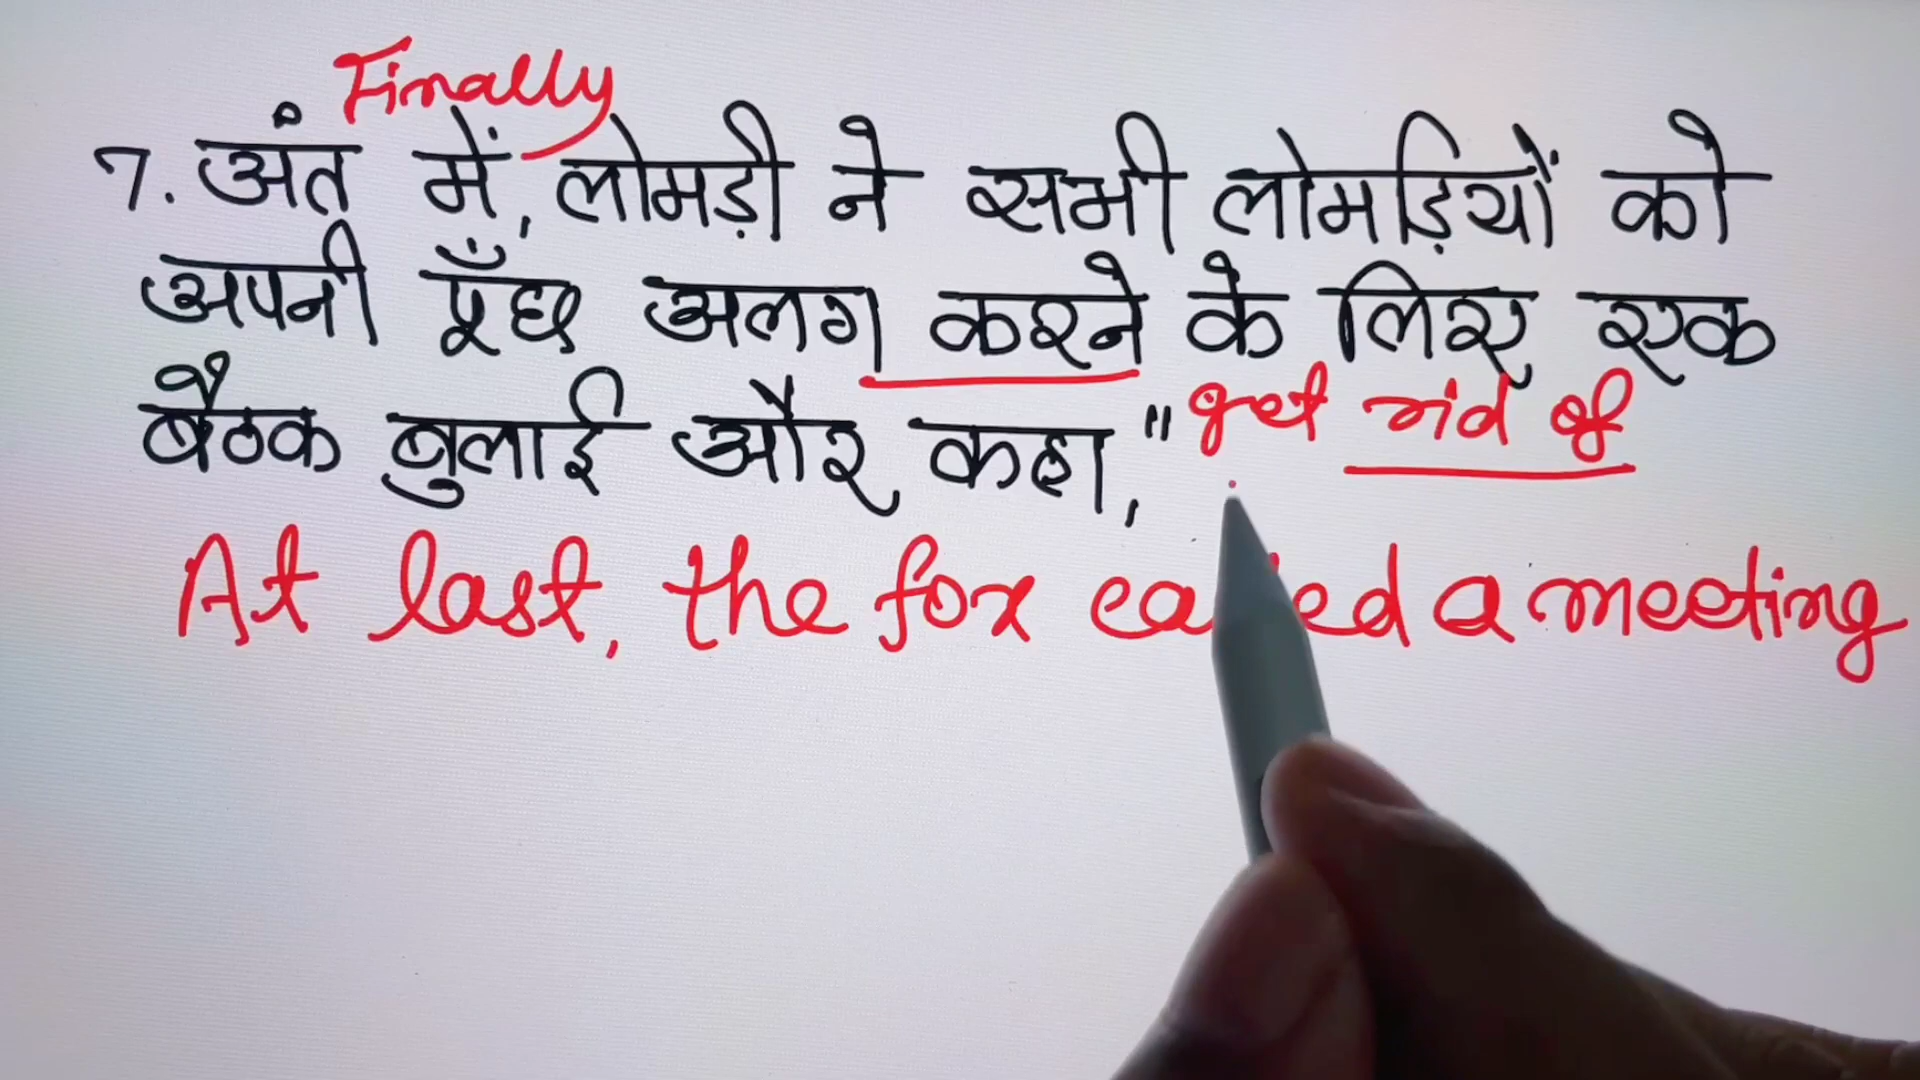 Finally
7. अंत में, लोमड़ी ने सभी लोमड़ियों को
अपनी पूँछ अलग करने के लिए एक
बैठक बुलाई और कहा, "
get rid of
At last, the fox called a meeting